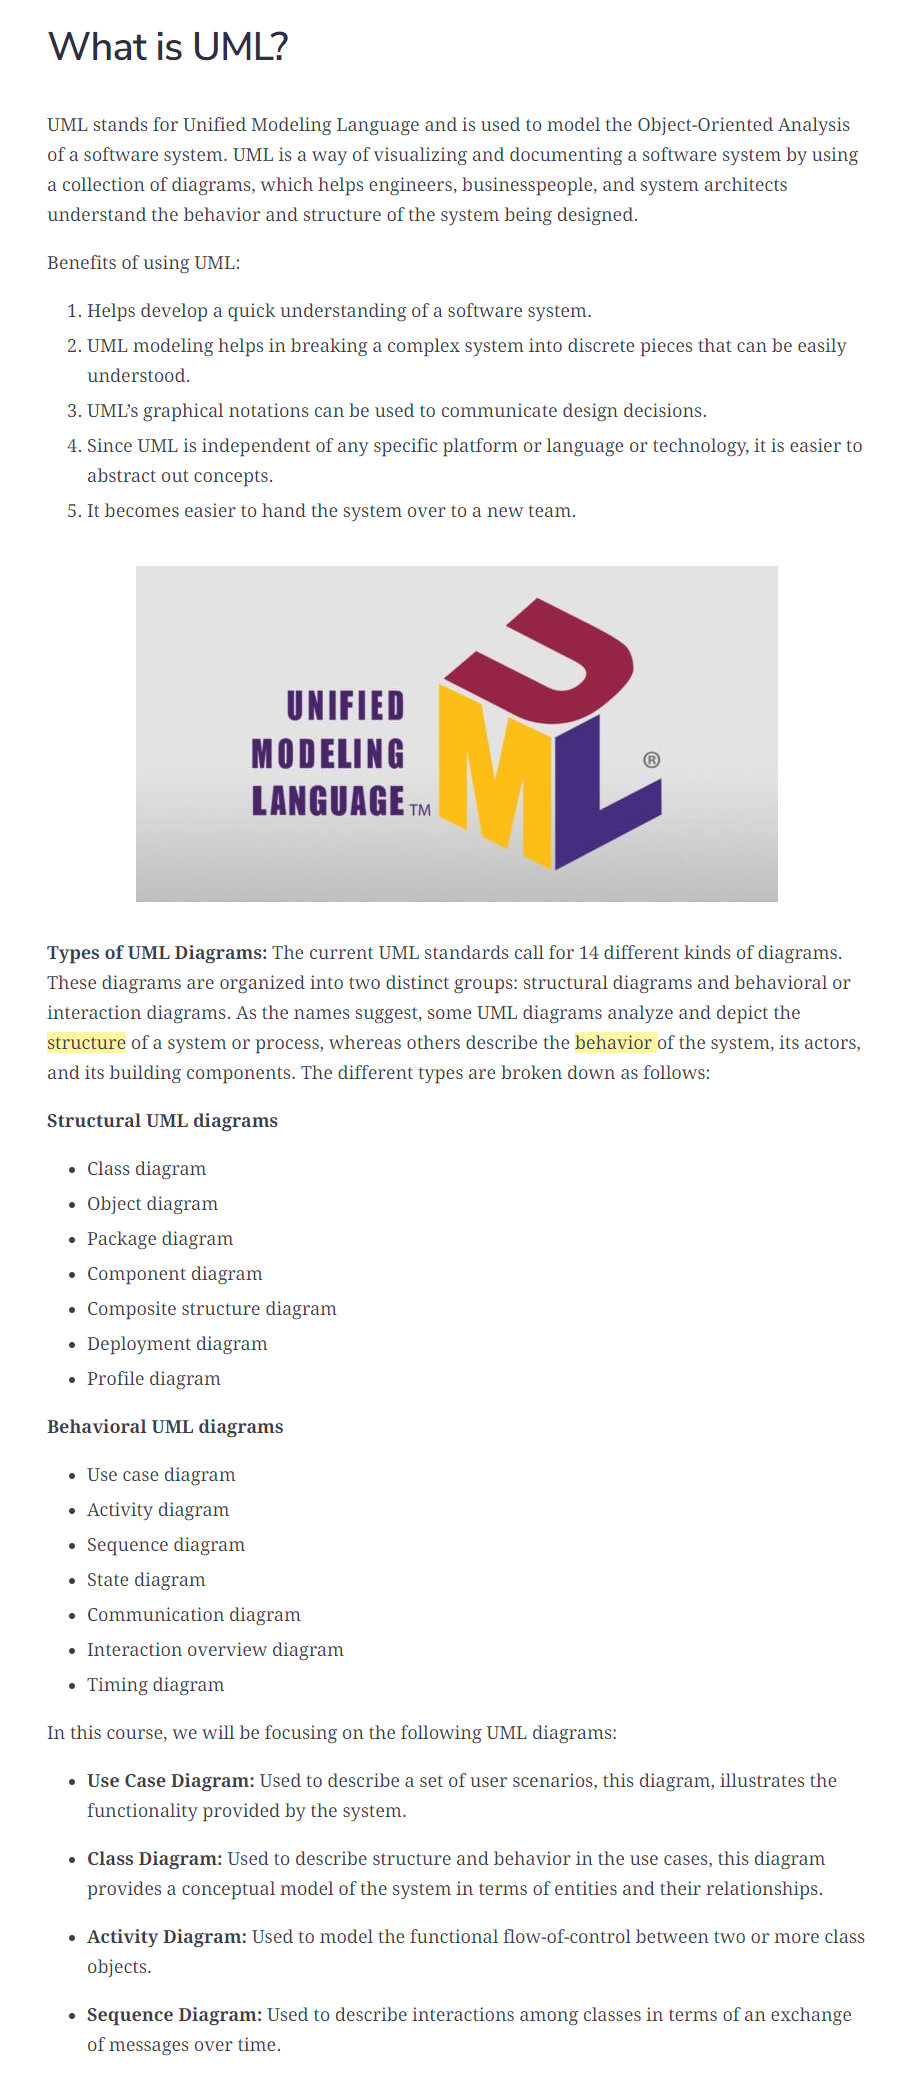 What is UML?
UML stands for Unified Modeling Language and is used to model the Object-Oriented Analysis
of a software system. UML is a way of visualizing and documenting a software system by using
a collection of diagrams, which helps engineers, businesspeople, and system architects
understand the behavior and structure of the system being designed.
Benefits of using UML:
1. Helps develop a quick understanding of a software system.
2. UML modeling helps in breaking a complex system into discrete pieces that can be easily
understood.
3. UML’s graphical notations can be used to communicate design decisions.
4. Since UML is independent of any specific platform or language or technology, it is easier to
abstract out concepts.
5. It becomes easier to hand the system over to a new team.
UNIFIED
MODELING
LANGUAGE TM
UML ®
Types of UML Diagrams: The current UML standards call for 14 different kinds of diagrams.
These diagrams are organized into two distinct groups: structural diagrams and behavioral or
interaction diagrams. As the names suggest, some UML diagrams analyze and depict the
structure of a system or process, whereas others describe the behavior of the system, its actors,
and its building components. The different types are broken down as follows:
Structural UML diagrams
• Class diagram
• Object diagram
• Package diagram
• Component diagram
• Composite structure diagram
• Deployment diagram
• Profile diagram
Behavioral UML diagrams
• Use case diagram
• Activity diagram
• Sequence diagram
• State diagram
• Communication diagram
• Interaction overview diagram
• Timing diagram
In this course, we will be focusing on the following UML diagrams:
• Use Case Diagram: Used to describe a set of user scenarios, this diagram, illustrates the
functionality provided by the system.
• Class Diagram: Used to describe structure and behavior in the use cases, this diagram
provides a conceptual model of the system in terms of entities and their relationships.
• Activity Diagram: Used to model the functional flow-of-control between two or more class
objects.
• Sequence Diagram: Used to describe interactions among classes in terms of an exchange
of messages over time.